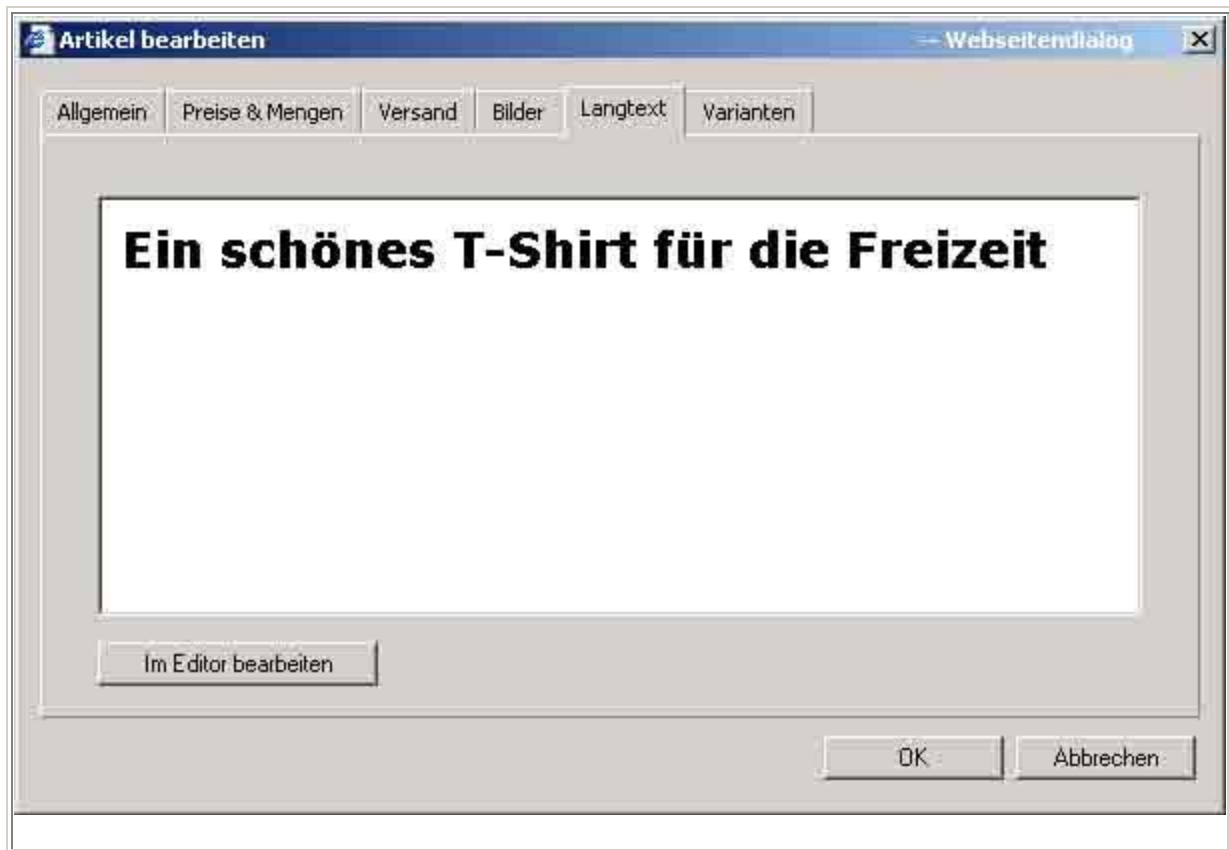 Artikel bearbeiten -- Webseitendialog
Allgemein Preise & Mengen Versand Bilder Langtext Varianten
Ein schönes T-Shirt für die Freizeit
Im Editor bearbeiten
OK Abbrechen